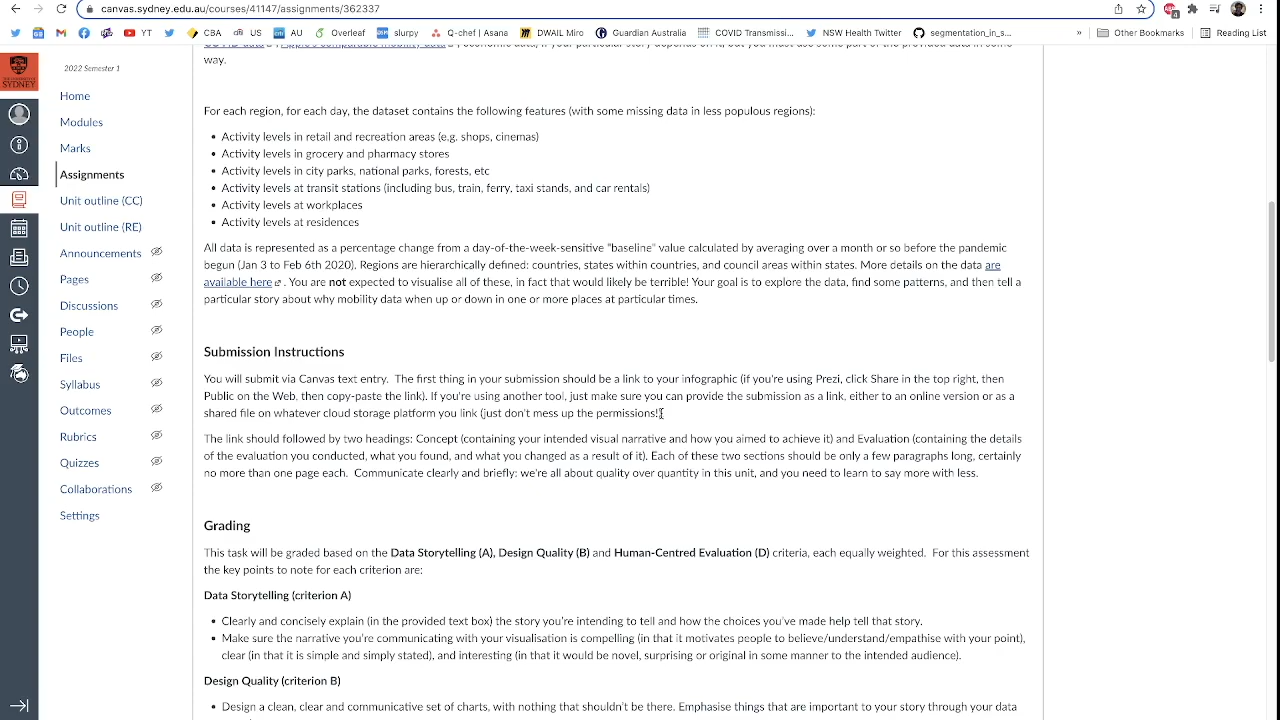 canvas.sydney.edu.au/courses/41147/assignments/362337
4
YT
CBA
US
AU
Overleaf
slurpy
Q-chef | Asana
DWAIL Miro
Guardian Australia
COVID Transmissi...
NSW Health Twitter
segmentation_in_s...
»
Other Bookmarks
Reading List
THE UNIVERSITY OF
SYDNEY
2022 Semester 1
Home
Modules
Marks
Assignments
Unit outline (CC)
Unit outline (RE)
Announcements
Pages
Discussions
People
Files
Syllabus
Outcomes
Rubrics
Quizzes
Collaborations
Settings
way.
For each region, for each day, the dataset contains the following features (with some missing data in less populous regions):
• Activity levels in retail and recreation areas (e.g. shops, cinemas)
• Activity levels in grocery and pharmacy stores
• Activity levels in city parks, national parks, forests, etc
• Activity levels at transit stations (including bus, train, ferry, taxi stands, and car rentals)
• Activity levels at workplaces
• Activity levels at residences
All data is represented as a percentage change from a day-of-the-week-sensitive "baseline" value calculated by averaging over a month or so before the pandemic
begun (Jan 3 to Feb 6th 2020). Regions are hierarchically defined: countries, states within countries, and council areas within states. More details on the data are
available here. You are not expected to visualise all of these, in fact that would likely be terrible! Your goal is to explore the data, find some patterns, and then tell a
particular story about why mobility data when up or down in one or more places at particular times.
Submission Instructions
You will submit via Canvas text entry. The first thing in your submission should be a link to your infographic (if you're using Prezi, click Share in the top right, then
Public on the Web, then copy-paste the link). If you're using another tool, just make sure you can provide the submission as a link, either to an online version or as a
shared file on whatever cloud storage platform you link (just don't mess up the permissions!)
The link should followed by two headings: Concept (containing your intended visual narrative and how you aimed to achieve it) and Evaluation (containing the details
of the evaluation you conducted, what you found, and what you changed as a result of it). Each of these two sections should be only a few paragraphs long, certainly
no more than one page each. Communicate clearly and briefly: we're all about quality over quantity in this unit, and you need to learn to say more with less.
Grading
This task will be graded based on the Data Storytelling (A), Design Quality (B) and Human-Centred Evaluation (D) criteria, each equally weighted. For this assessment
the key points to note for each criterion are:
Data Storytelling (criterion A)
• Clearly and concisely explain (in the provided text box) the story you're intending to tell and how the choices you've made help tell that story.
• Make sure the narrative you're communicating with your visualisation is compelling (in that it motivates people to believe/understand/empathise with your point),
clear (in that it is simple and simply stated), and interesting (in that it would be novel, surprising or original in some manner to the intended audience).
Design Quality (criterion B)
• Design a clean, clear and communicative set of charts, with nothing that shouldn't be there. Emphasise things that are important to your story through your data